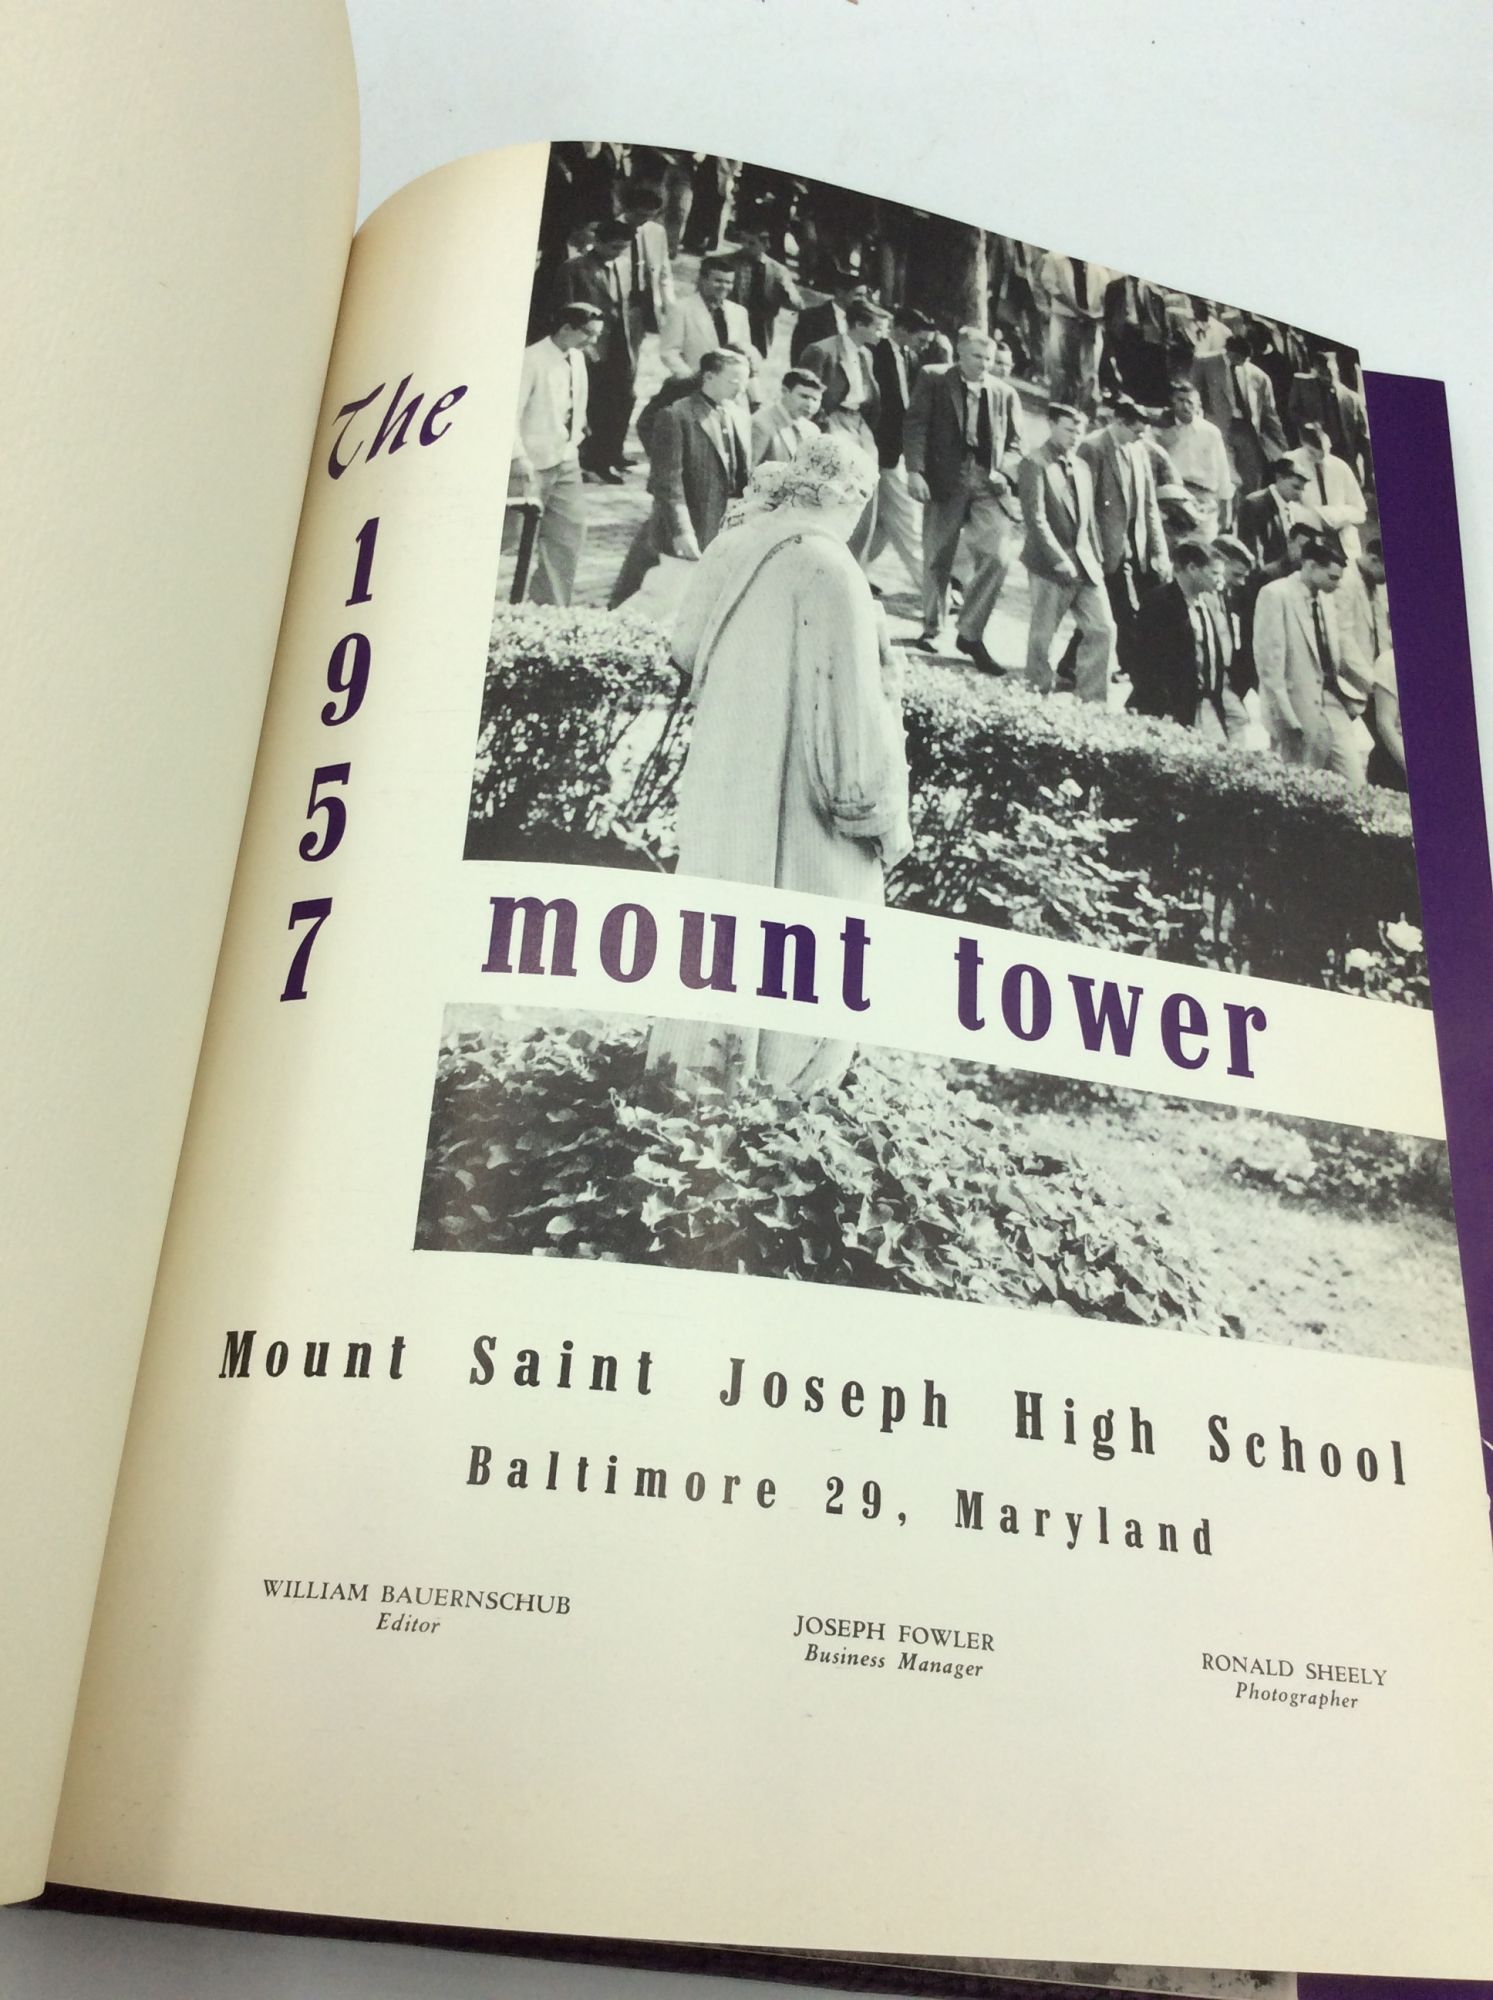 The
1
9
5
7
mount tower
Mount Saint Joseph High School
Baltimore 29, Maryland
WILLIAM BAUERNSCHUB
Editor
JOSEPH FOWLER
Business Manager
RONALD SHEELY
Photographer